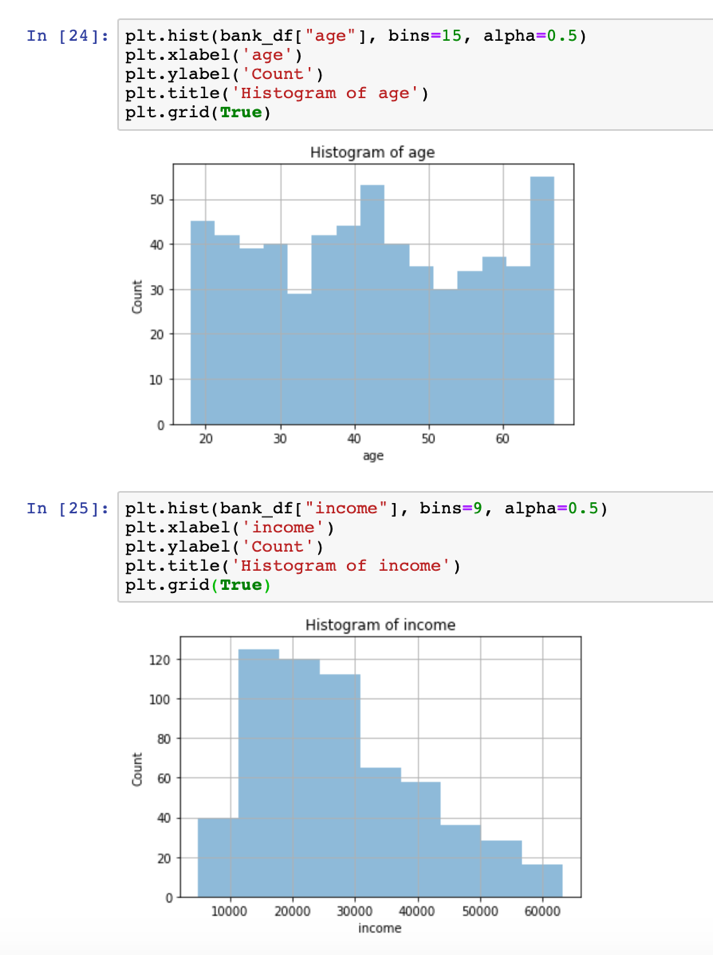 In [24]: plt.hist(bank_df["age"], bins=15, alpha=0.5)
plt.xlabel('age')
plt.ylabel('Count')
plt.title('Histogram of age')
plt.grid(True)
Histogram of age
50
40
30
20
10
0
Count
20 30 40 50 60
age
In [25]: plt.hist(bank_df["income"], bins=9, alpha=0.5)
plt.xlabel('income')
plt.ylabel('Count')
plt.title('Histogram of income')
plt.grid(True)
Histogram of income
120
100
80
60
40
20
0
Count
10000 20000 30000 40000 50000 60000
income